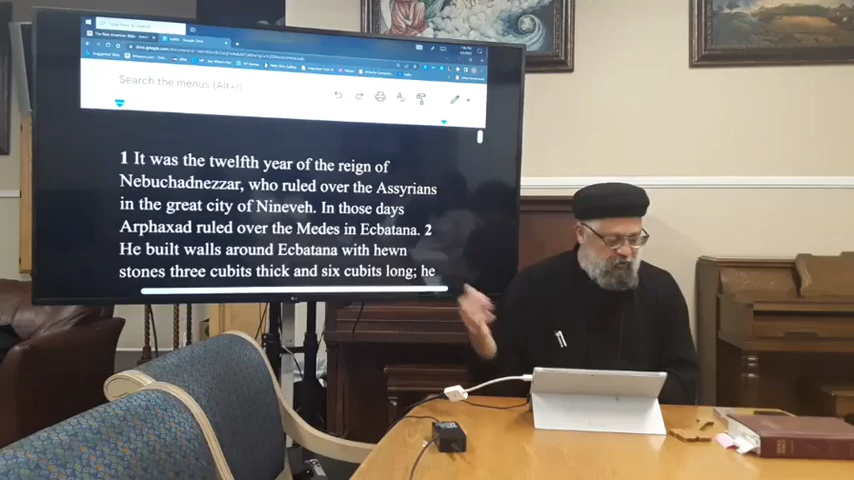 Search the menus (Alt+/)
1 It was the twelfth year of the reign of
Nebuchadnezzar, who ruled over the Assyrians
in the great city of Nineveh. In those days
Arphaxad ruled over the Medes in Ecbatana. 2
He built walls around Ecbatana with hewn
stones three cubits thick and six cubits long; he